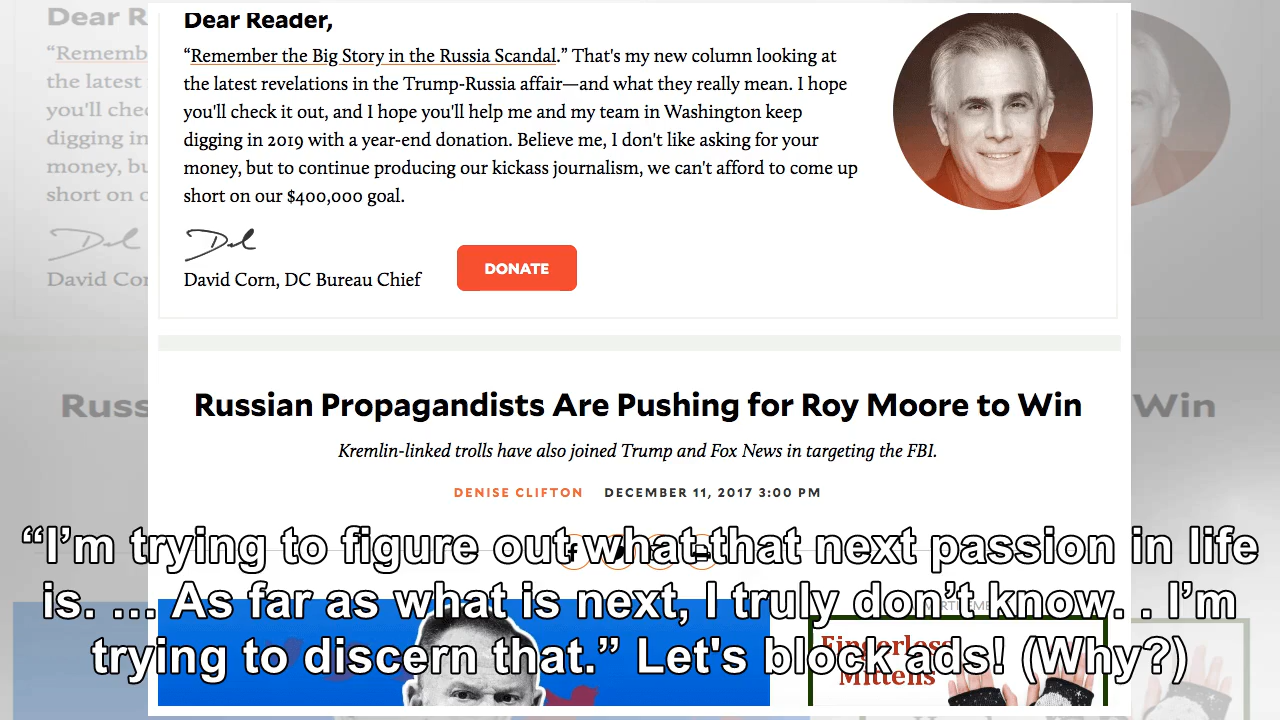 Dear Reader,
“Remember the Big Story in the Russia Scandal.” That's my new column looking at
the latest revelations in the Trump-Russia affair—and what they really mean. I hope
you'll check it out, and I hope you'll help me and my team in Washington keep
digging in 2019 with a year-end donation. Believe me, I don't like asking for your
money, but to continue producing our kickass journalism, we can't afford to come up
short on our $400,000 goal.
David Corn, DC Bureau Chief
DONATE
Russian Propagandists Are Pushing for Roy Moore to Win
Kremlin-linked trolls have also joined Trump and Fox News in targeting the FBI.
DENISE CLIFTON DECEMBER 11, 2017 3:00 PM
“I’m trying to figure out what that next passion in life
is. ... As far as what is next, I truly don’t know. . I’m
trying to discern that.” Let's block ads! (Why?)
Fingerless
Mittens